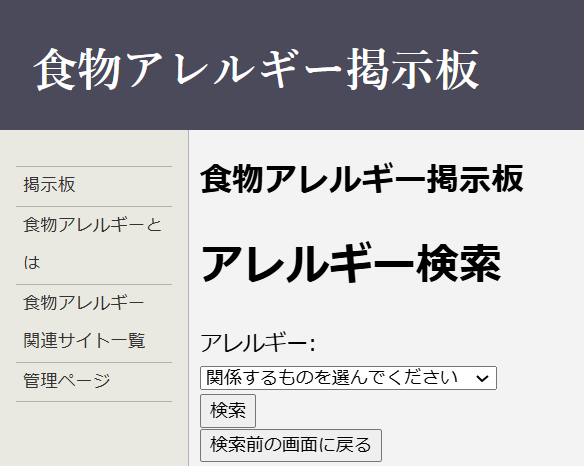 食物アレルギー掲示板
掲示板
食物アレルギーと
は
食物アレルギー
関連サイト一覧
管理ページ
食物アレルギー掲示板
アレルギー検索
アレルギー:
関係するものを選んでください
検索
検索前の画面に戻る